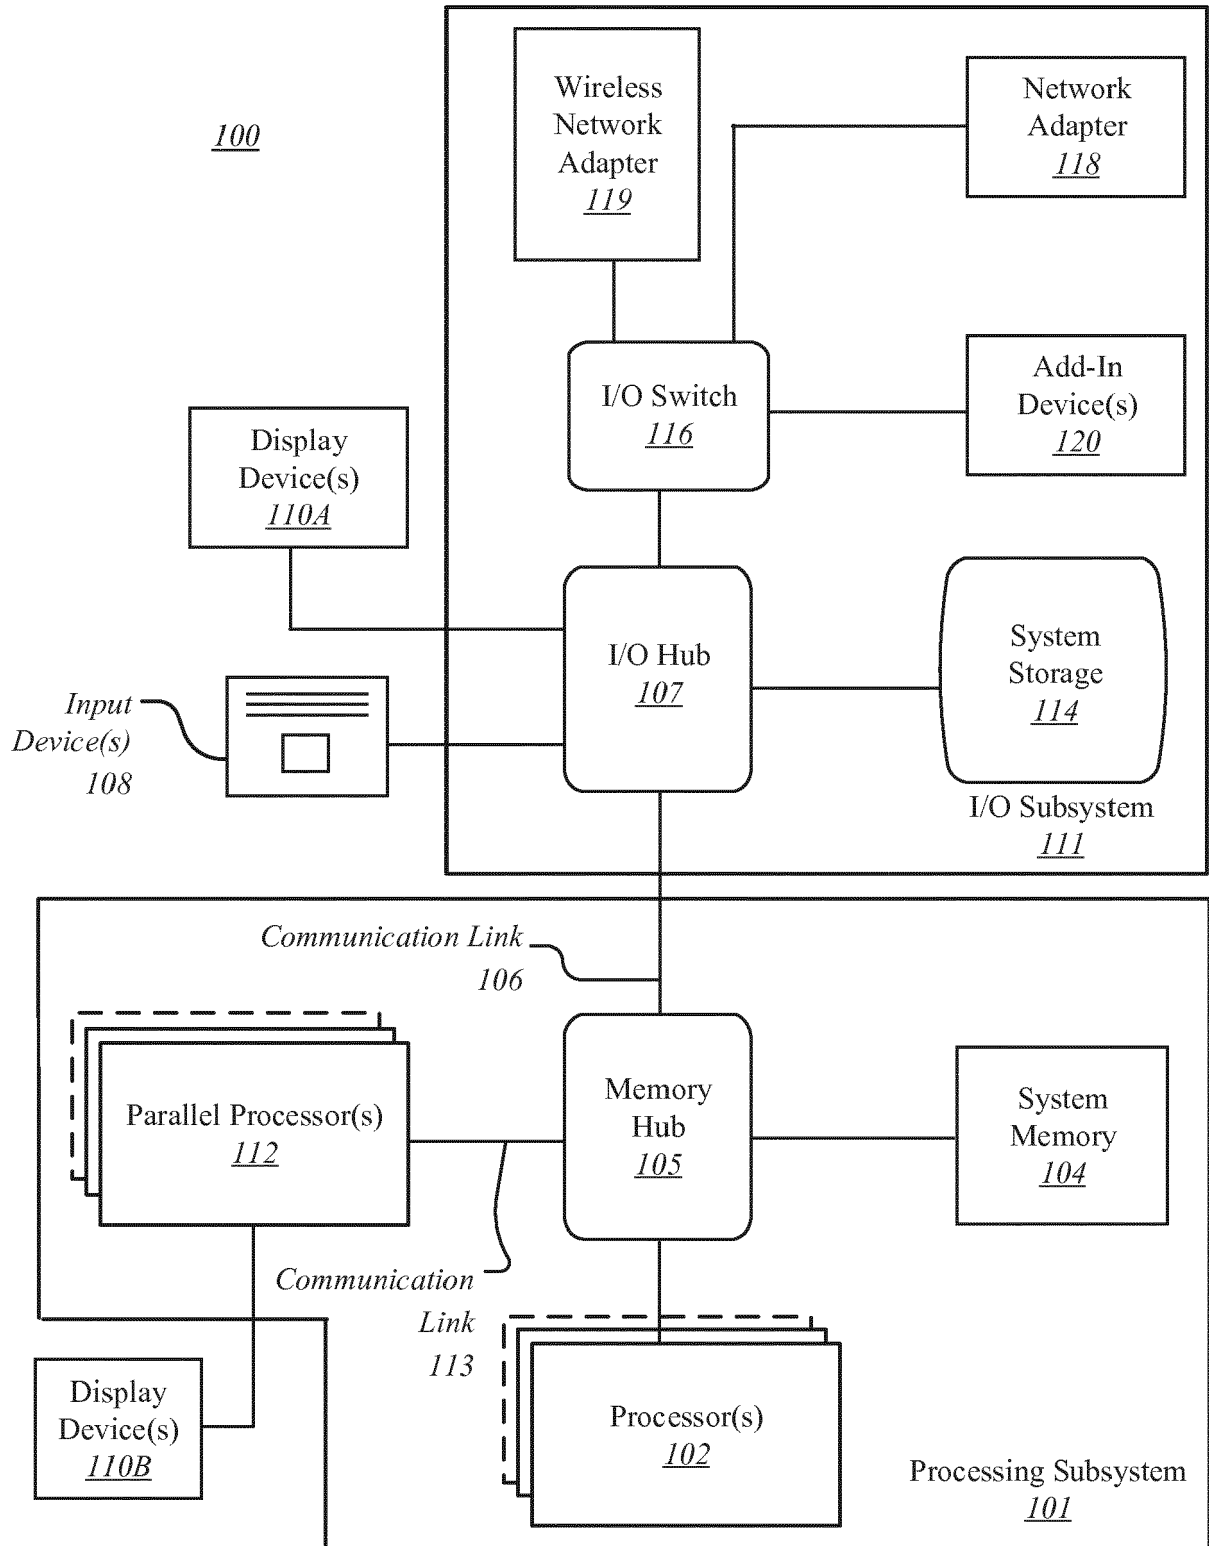 100
Wireless
Network
Adapter
119
Network
Adapter
118
I/O Switch
116
Add-In
Device(s)
120
Display
Device(s)
110A
I/O Hub
107
System
Storage
114
Input
Device(s)
108
I/O Subsystem
111
Communication Link
106
Parallel Processor(s)
112
Memory
Hub
105
System
Memory
104
Communication
Link
113
Display
Device(s)
110B
Processor(s)
102
Processing Subsystem
101